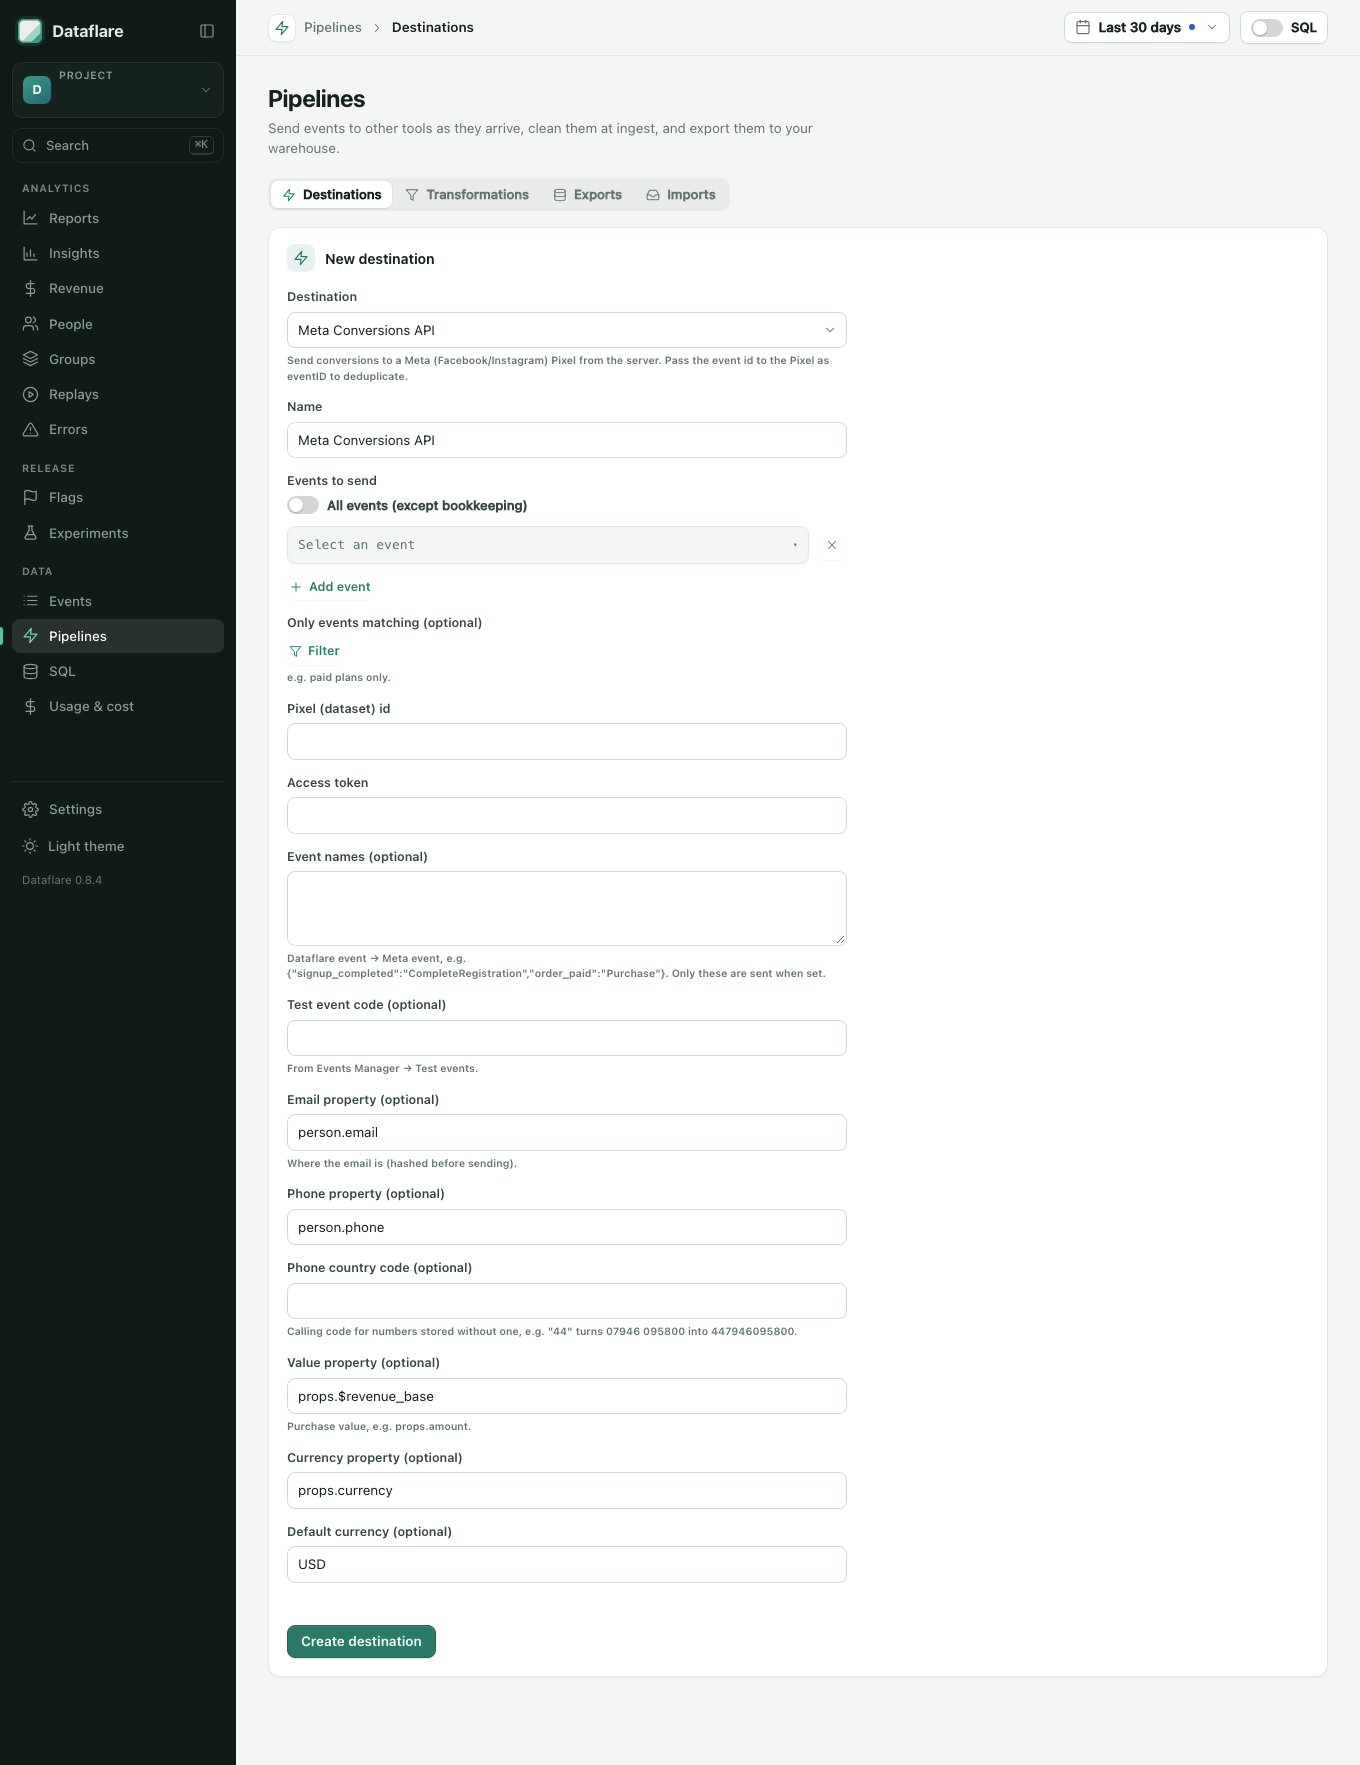 Dataflare
PROJECT
D
Search
⌘K
ANALYTICS
Reports
Insights
Revenue
People
Groups
Replays
Errors
RELEASE
Flags
Experiments
DATA
Events
Pipelines
SQL
Usage & cost
Settings
Light theme
Dataflare 0.8.4
Pipelines
Destinations
Last 30 days
SQL
Pipelines
Send events to other tools as they arrive, clean them at ingest, and export them to your
warehouse.
Destinations
Transformations
Exports
Imports
New destination
Destination
Meta Conversions API
Send conversions to a Meta (Facebook/Instagram) Pixel from the server. Pass the event id to the Pixel as
eventID to deduplicate.
Name
Meta Conversions API
Events to send
All events (except bookkeeping)
Select an event
Add event
Only events matching (optional)
Filter
e.g. paid plans only.
Pixel (dataset) id
Access token
Event names (optional)
Dataflare event → Meta event, e.g.
{"signup_completed":"CompleteRegistration","order_paid":"Purchase"}. Only these are sent when set.
Test event code (optional)
From Events Manager → Test events.
Email property (optional)
person.email
Where the email is (hashed before sending).
Phone property (optional)
person.phone
Phone country code (optional)
Calling code for numbers stored without one, e.g. "44" turns 07946 095800 into 447946095800.
Value property (optional)
props.$revenue_base
Purchase value, e.g. props.amount.
Currency property (optional)
props.currency
Default currency (optional)
USD
Create destination